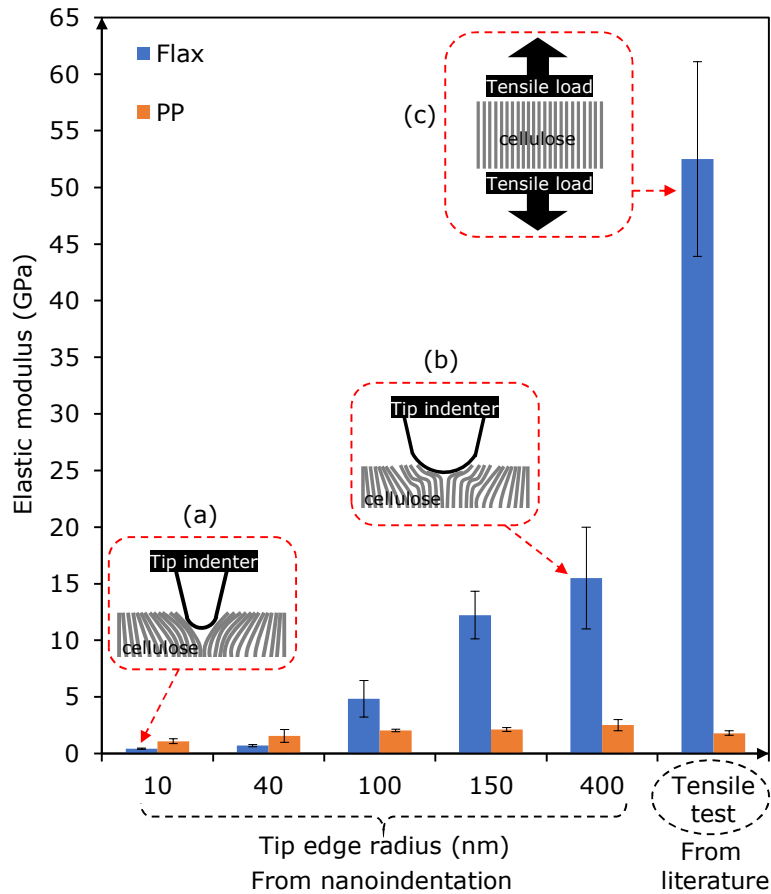 65
60
55
50
45
40
35
30
25
20
15
10
5
0
Elastic modulus (GPa)
Flax
PP
(c)
Tensile load
cellulose
Tensile load
(b)
Tip indenter
cellulose
(a)
Tip indenter
cellulose
10
40
100
150
400
Tensile
test
Tip edge radius (nm)
From nanoindentation
From
literature